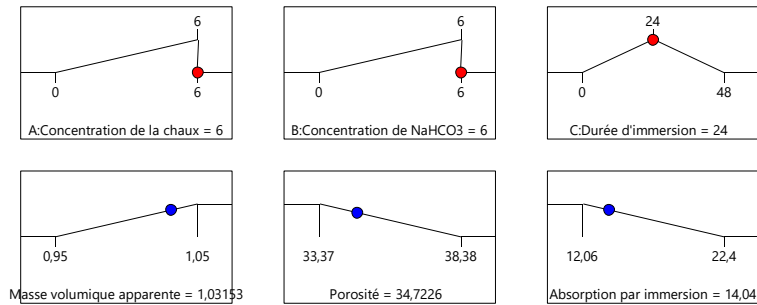 6 6 24
0 6 0 6 0 48
A:Concentration de la chaux = 6 B:Concentration de NaHCO3 = 6 C:Durée d'immersion = 24
0,95 1,05 33,37 38,38 12,06 22,4
Masse volumique apparente = 1,03153 Porosité = 34,7226 Absorption par immersion = 14,04